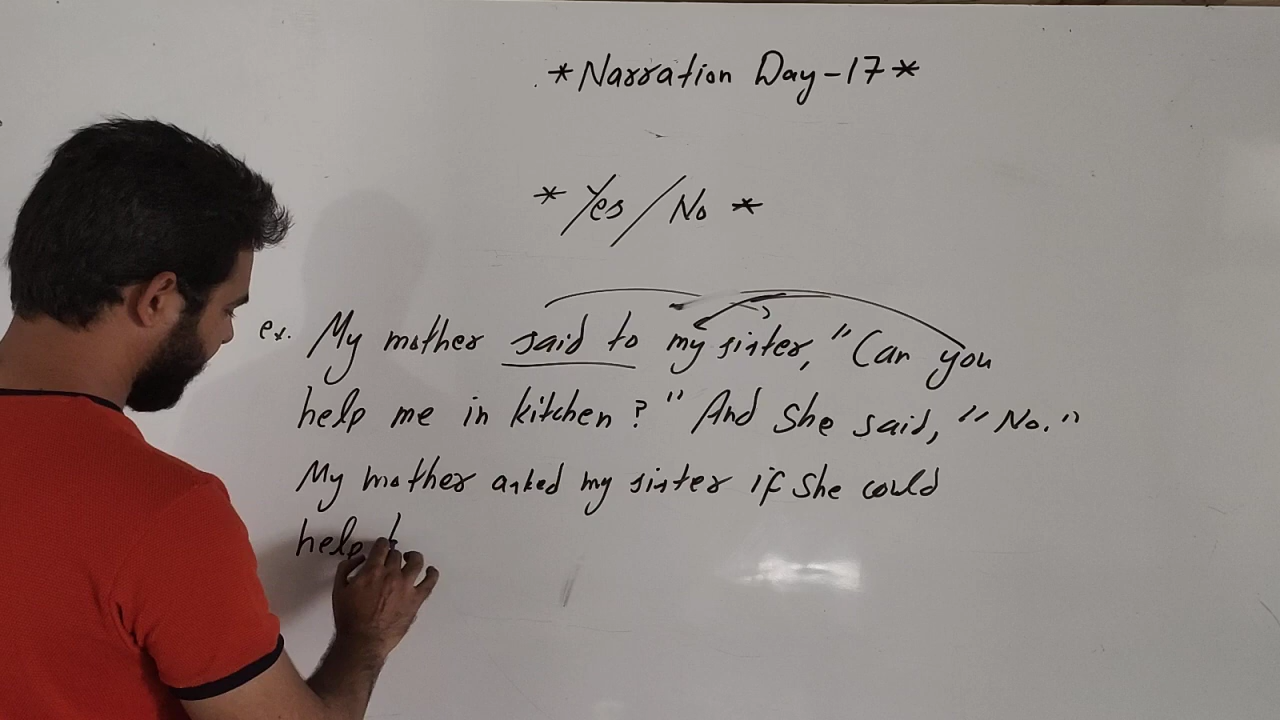 *Narration Day-17*
*Yes/No*
ex. My mother said to my sister, "Can you
help me in kitchen?" And She said, "No."
My mother asked my sister if She could
help